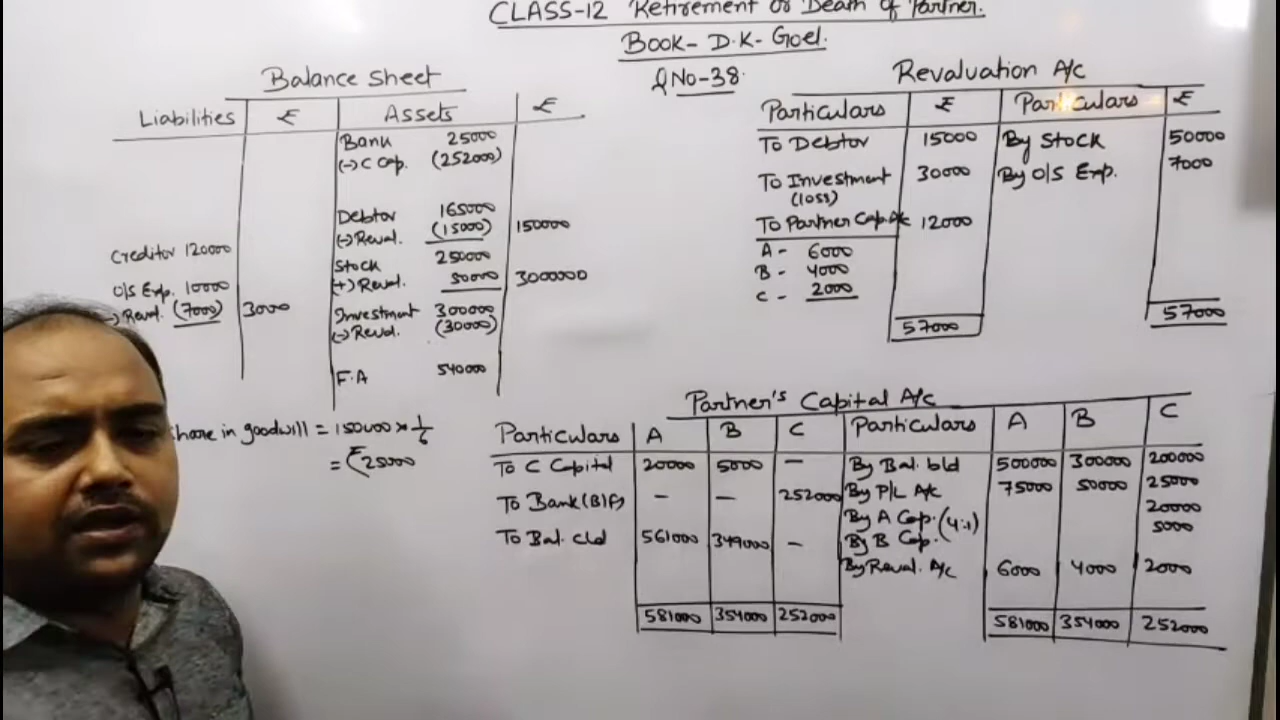 CLASS-12 Retirement or Death of Partner.
Book- D.K- Goel.
QNo-38.
Balance Sheet
Liabilities ₹ Assets ₹
Bank 25000
(-) C Cap. (252000)
Debtor 165000
(-) Reval. (15000) 150000
Creditor 120000
Stock 250000
(+) Reval. 50000 3000000
O/S Exp. 10000
Reval. (7000) 3000
Investment 300000
(-) Reval. (30000)
F.A 540000
share in goodwill = 150000 × 1/6
= ₹25000
Revaluation A/c
Particulars ₹ Particulars ₹
To Debtor 15000 By Stock 50000
To Investment 30000 By O/S Exp. 7000
(loss)
To Partner Cap. A/c 12000
A - 6000
B - 4000
C - 2000
57000 57000
Partner's Capital A/c
Particulars A B C Particulars A B C
To C Capital 20000 5000 — By Bal. b/d 500000 300000 200000
To Bank (B/F) — — 252000 By P/L A/c 75000 50000 25000
By A Cap. (4:1) 20000
To Bal. c/d 561000 349000 — By B Cap. 5000
By Reval. A/c 6000 4000 2000
581000 354000 252000 581000 354000 252000